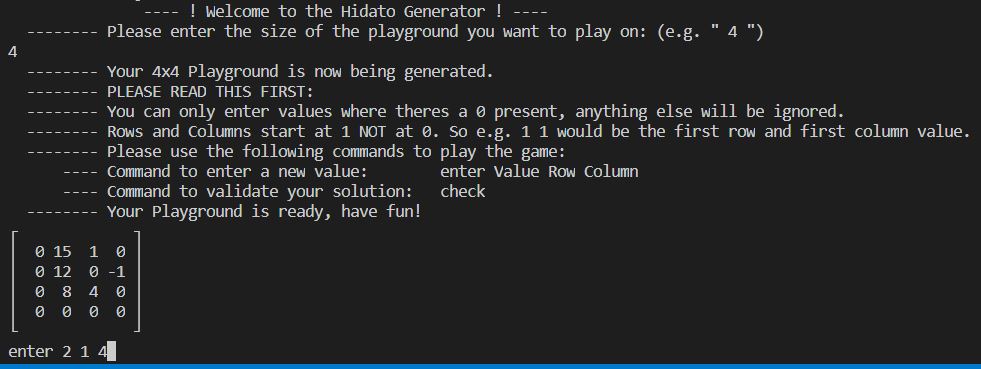 ---- ! Welcome to the Hidato Generator ! ----
-------- Please enter the size of the playground you want to play on: (e.g. " 4 ")
4
-------- Your 4x4 Playground is now being generated.
-------- PLEASE READ THIS FIRST:
-------- You can only enter values where theres a 0 present, anything else will be ignored.
-------- Rows and Columns start at 1 NOT at 0. So e.g. 1 1 would be the first row and first column value.
-------- Please use the following commands to play the game:
---- Command to enter a new value: enter Value Row Column
---- Command to validate your solution: check
-------- Your Playground is ready, have fun!
0 15 1 0
0 12 0 -1
0 8 4 0
0 0 0 0
enter 2 1 4